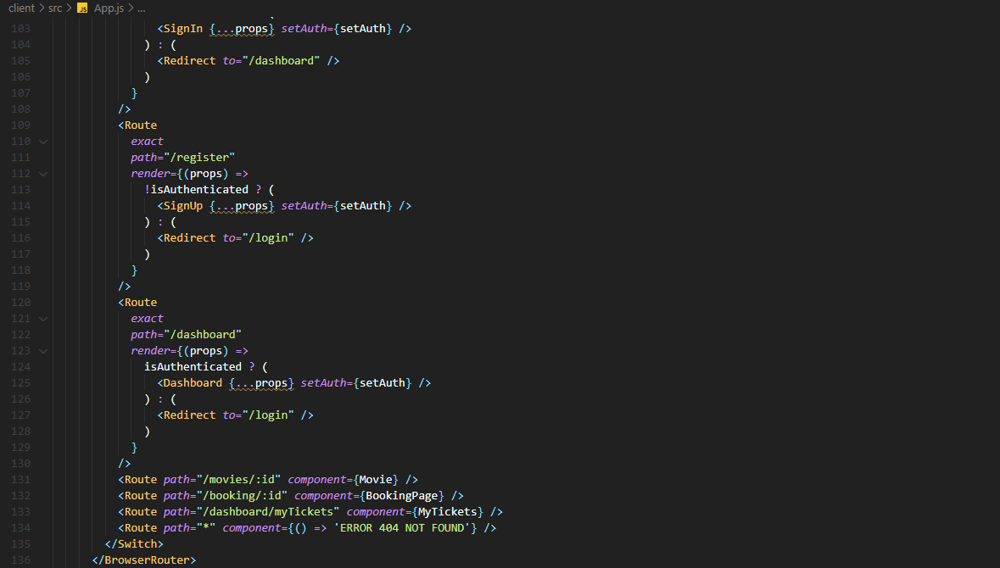 client > src > JS App.js > ...
103 <SignIn {...props} setAuth={setAuth} />
104 ) : (
105 <Redirect to="/dashboard" />
106 )
107 }
108 />
109 <Route
110 exact
111 path="/register"
112 render={(props) =>
113 !isAuthenticated ? (
114 <SignUp {...props} setAuth={setAuth} />
115 ) : (
116 <Redirect to="/login" />
117 )
118 }
119 />
120 <Route
121 exact
122 path="/dashboard"
123 render={(props) =>
124 isAuthenticated ? (
125 <Dashboard {...props} setAuth={setAuth} />
126 ) : (
127 <Redirect to="/login" />
128 )
129 }
130 />
131 <Route path="/movies/:id" component={Movie} />
132 <Route path="/booking/:id" component={BookingPage} />
133 <Route path="/dashboard/myTickets" component={MyTickets} />
134 <Route path="*" component={() => 'ERROR 404 NOT FOUND'} />
135 </Switch>
136 </BrowserRouter>